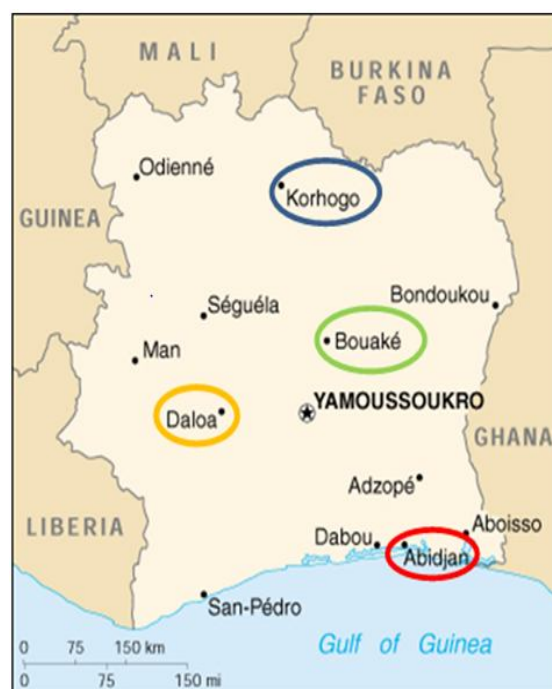 MALI
BURKINA
FASO
Odienné
Korhogo
GUINEA
Séguéla
Bondoukou
Bouaké
Man
YAMOUSSOUKRO
Daloa
GHANA
Adzopé
LIBERIA
Aboisso
Dabou
Abidjan
San-Pédro
Gulf of Guinea
0 75 150 km
0 75 150 mi